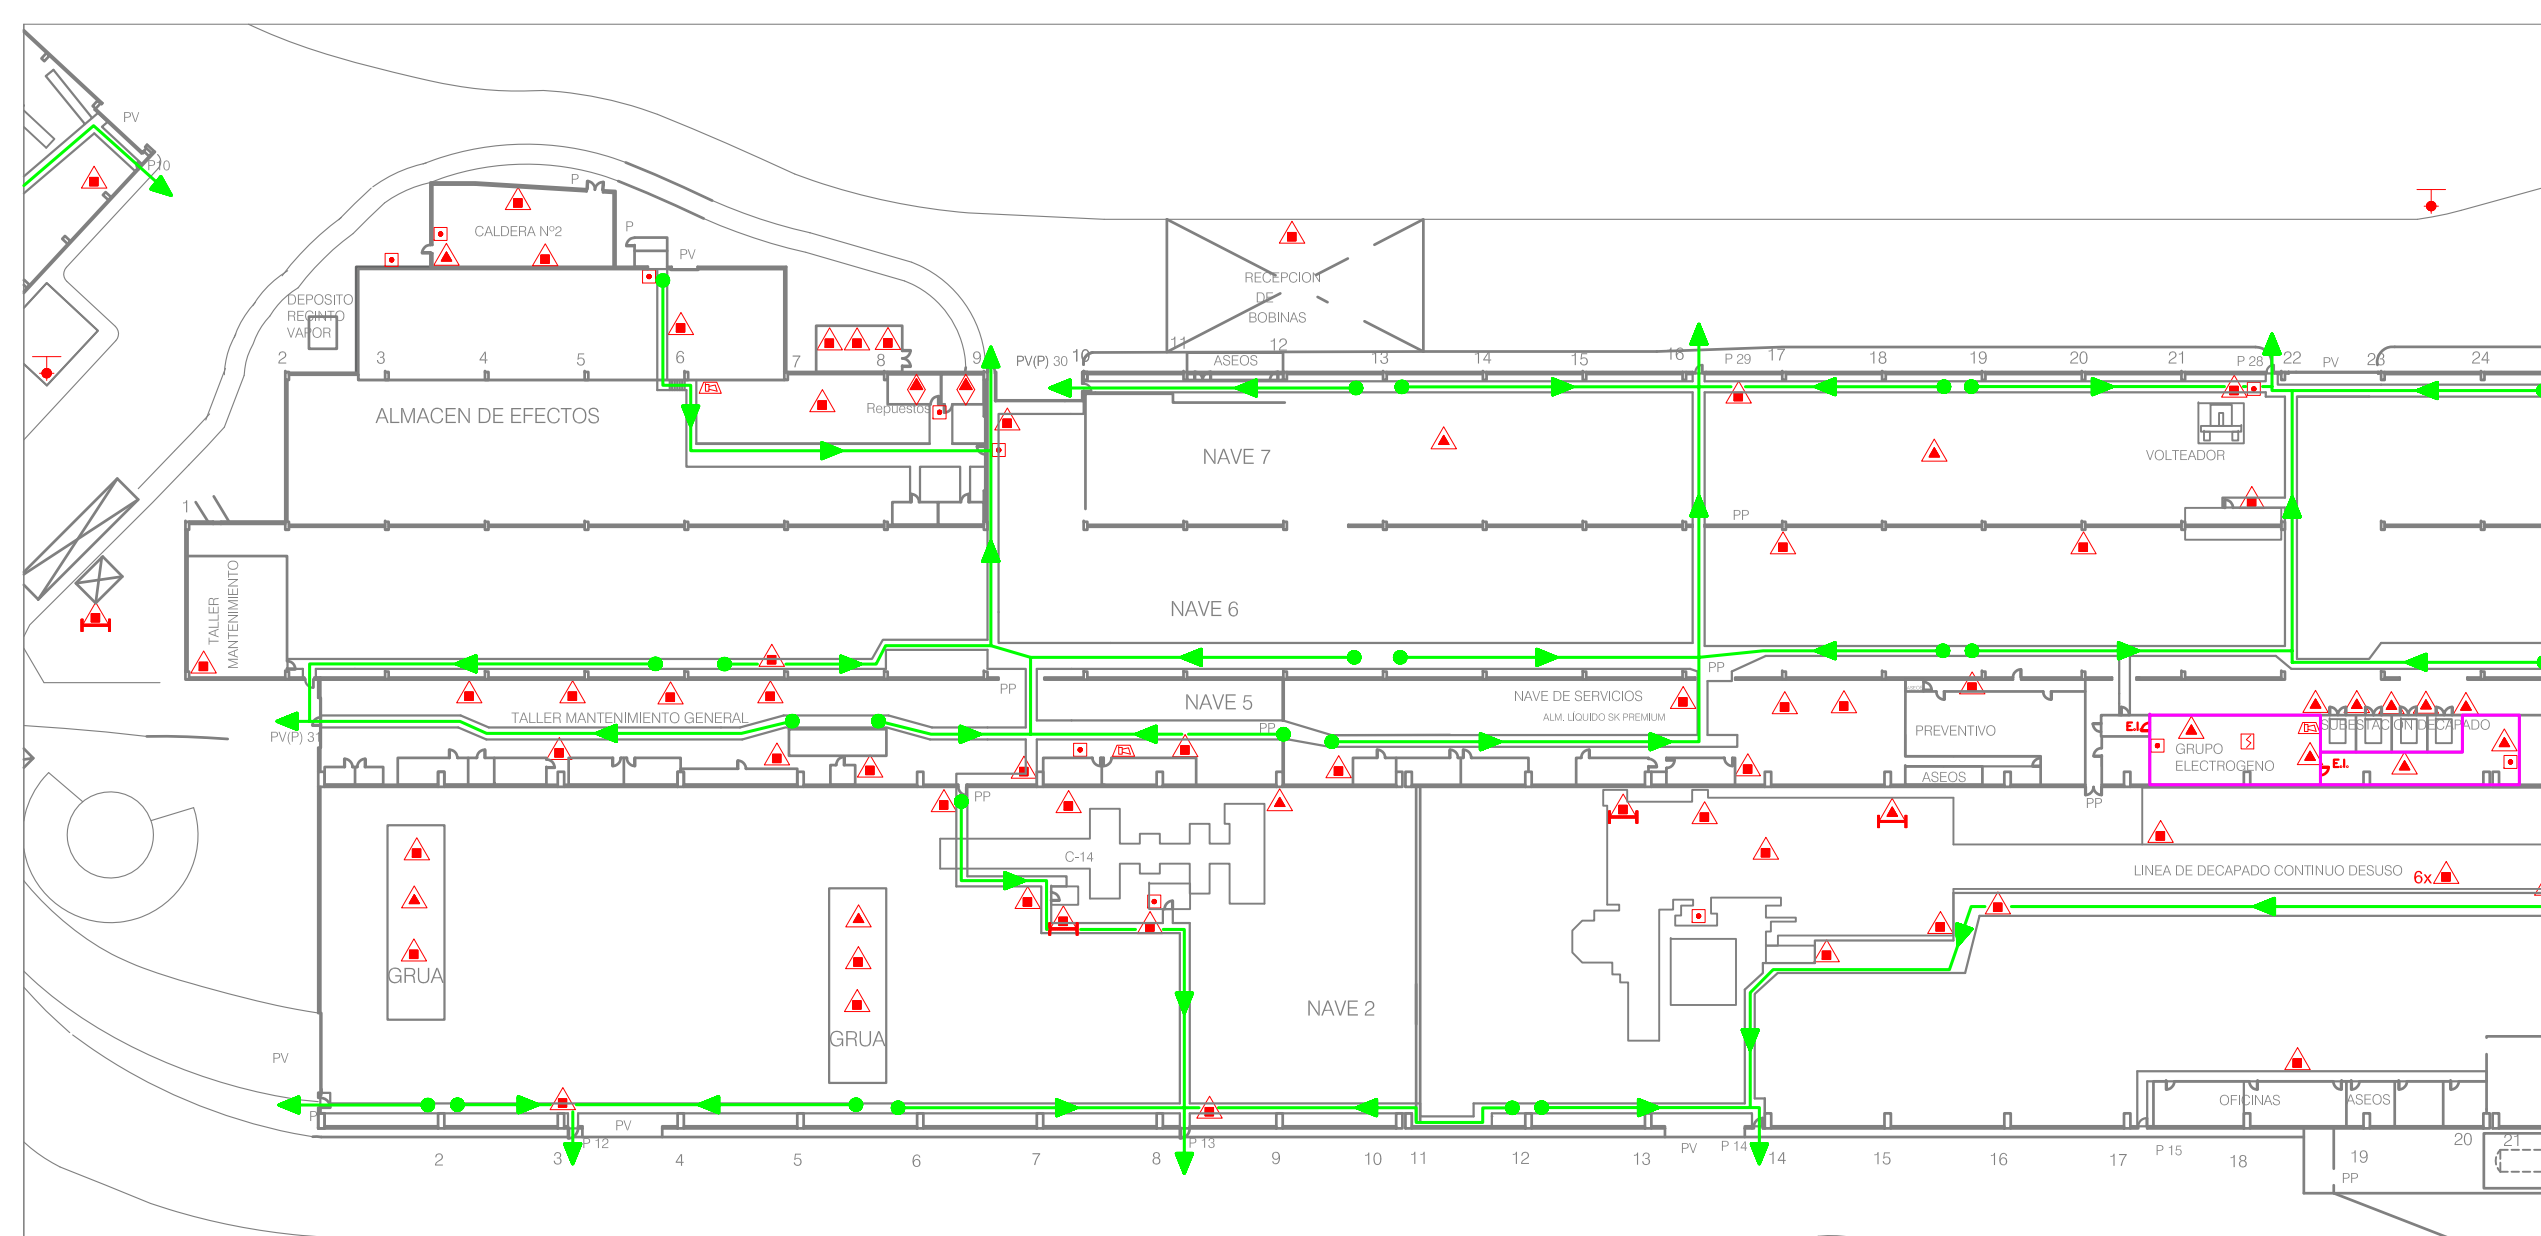 PV
P10
P
P
CALDERA Nº2
PV
RECEPCION
DE
BOBINAS
DEPOSITO
RECINTO
VAPOR
2
3
4
5
6
7
8
9
PV(P) 30
10
11
ASEOS
12
13
14
15
16
P 29
17
18
19
20
21
P 28
22
PV
23
24
ALMACEN DE EFECTOS
Repuestos
NAVE 7
VOLTEADOR
1
PP
TALLER
MANTENIMIENTO
NAVE 6
PP
PP
NAVE 5
NAVE DE SERVICIOS
ALM. LÍQUIDO SK PREMIUM
TALLER MANTENIMIENTO GENERAL
PV(P) 31
PP
PREVENTIVO
E.I.
SUBESTACION DECAPADO
GRUPO
ELECTROGENO
E.I.
ASEOS
PP
PP
C-14
LINEA DE DECAPADO CONTINUO DESUSO
6x
GRUA
GRUA
NAVE 2
PV
P
PV
P 12
P 13
PV
P 14
P 15
OFICINAS
ASEOS
2
3
4
5
6
7
8
9
10
11
12
13
14
15
16
17
18
19
20
21
PP